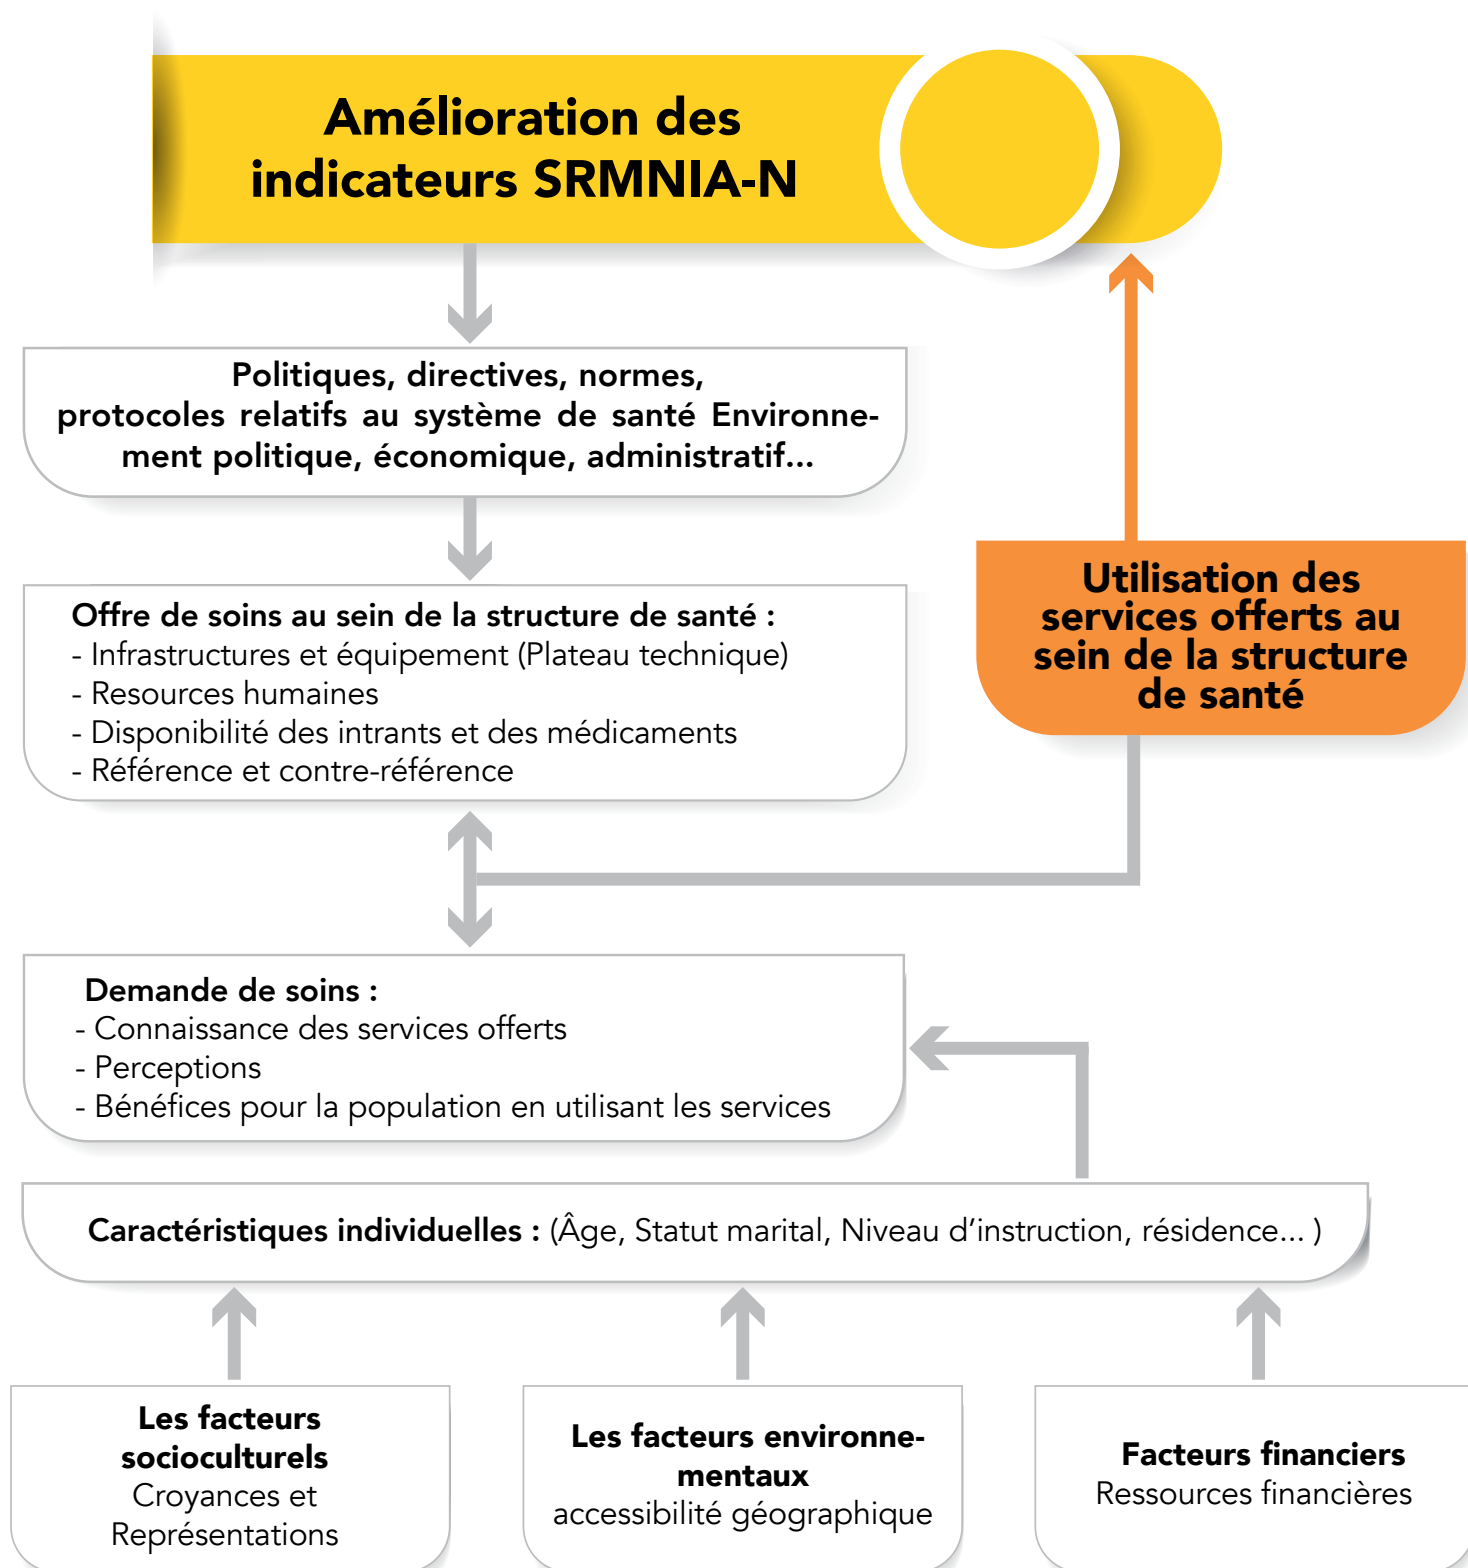 Amélioration des
indicateurs SRMNIA-N
Politiques, directives, normes,
protocoles relatifs au système de santé Environne-
ment politique, économique, administratif...
Offre de soins au sein de la structure de santé :
- Infrastructures et équipement (Plateau technique)
- Resources humaines
- Disponibilité des intrants et des médicaments
- Référence et contre-référence
Utilisation des
services offerts au
sein de la structure
de santé
Demande de soins :
- Connaissance des services offerts
- Perceptions
- Bénéfices pour la population en utilisant les services
Caractéristiques individuelles : (Âge, Statut marital, Niveau d’instruction, résidence... )
Les facteurs
socioculturels
Croyances et
Représentations
Les facteurs environne-
mentaux
accessibilité géographique
Facteurs financiers
Ressources financières